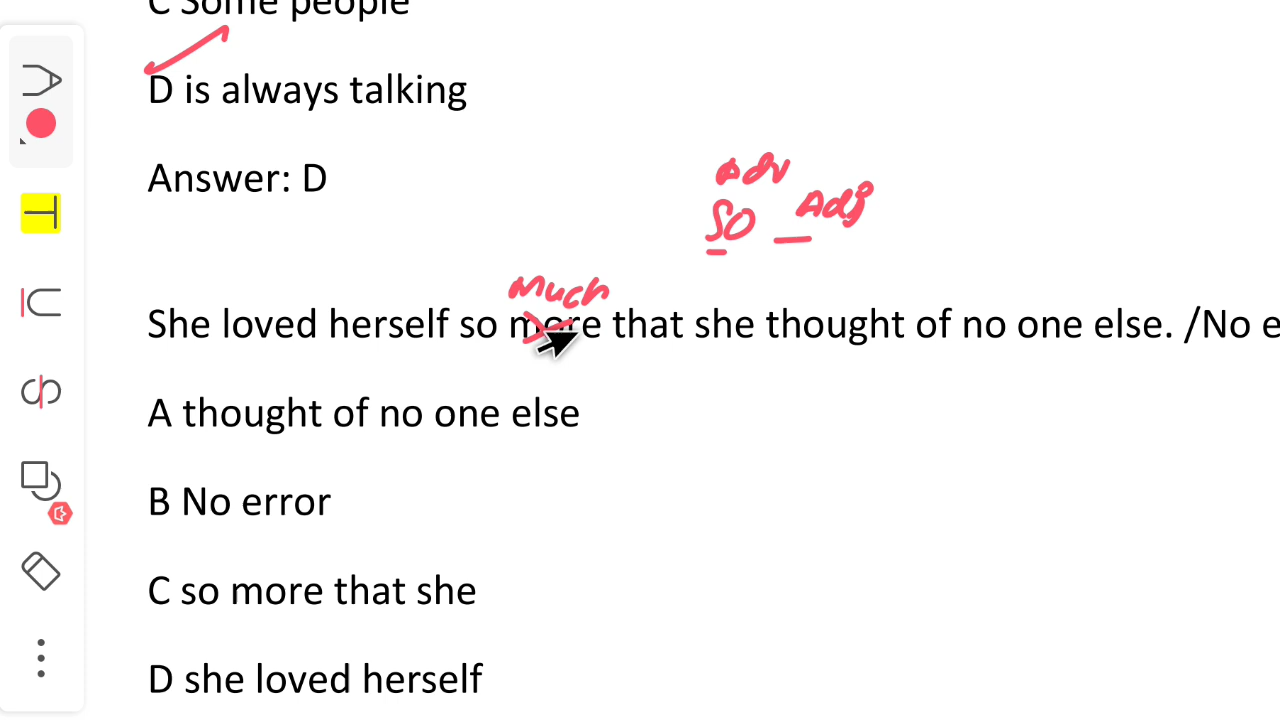 C Some people
D is always talking
Answer: D
Adv
SO _ Adj
Much
She loved herself so more that she thought of no one else. /No e
A thought of no one else
B No error
C so more that she
D she loved herself